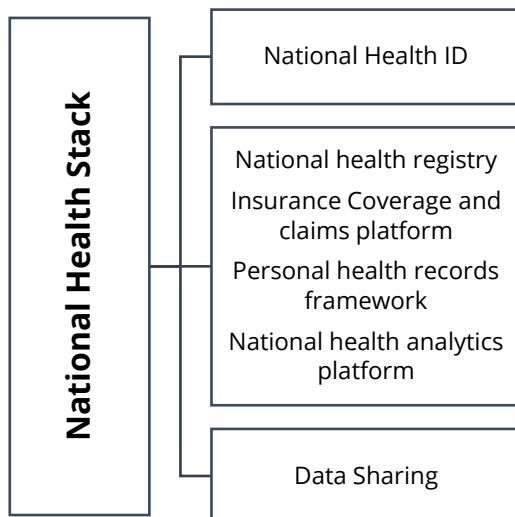 National Health Stack
National Health ID
National health registry
Insurance Coverage and
claims platform
Personal health records
framework
National health analytics
platform
Data Sharing